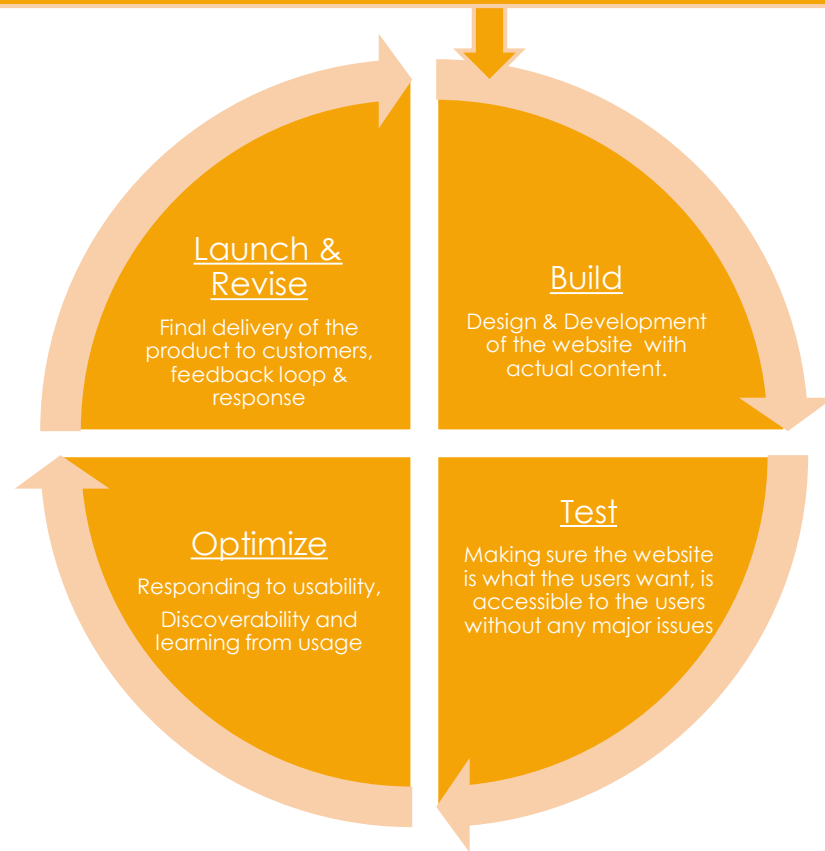 Launch &
Revise
Final delivery of the
product to customers,
feedback loop &
response
Build
Design & Development
of the website with
actual content.
Optimize
Responding to usability,
Discoverability and
learning from usage
Test
Making sure the website
is what the users want, is
accessible to the users
without any major issues